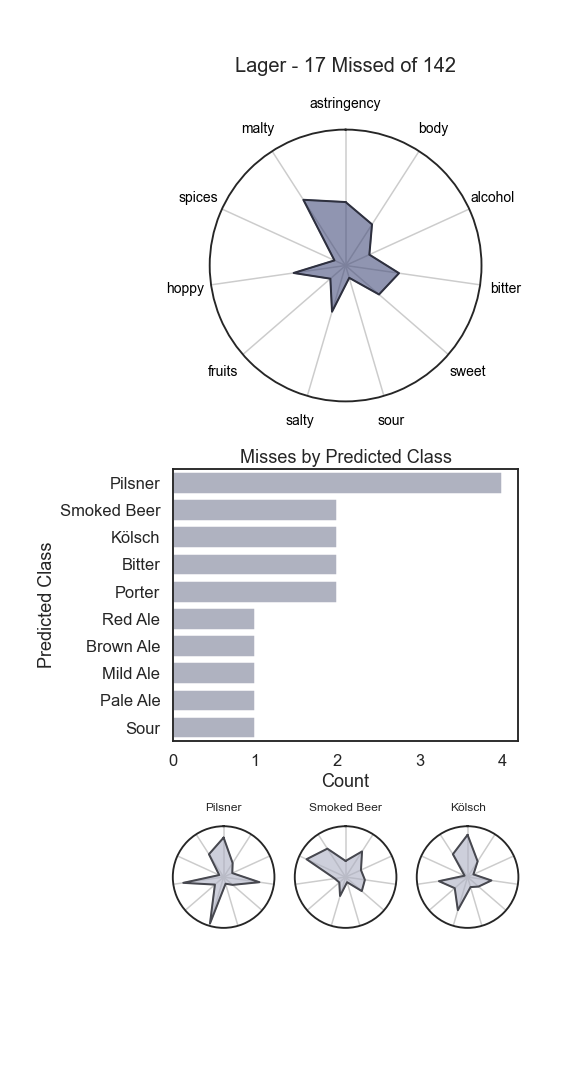 Lager - 17 Missed of 142
astringency
malty
body
spices
alcohol
hoppy
bitter
fruits
sweet
salty
sour
Misses by Predicted Class
Predicted Class
Pilsner
Smoked Beer
Kölsch
Bitter
Porter
Red Ale
Brown Ale
Mild Ale
Pale Ale
Sour
0 1 2 3 4
Count
Pilsner Smoked Beer Kölsch